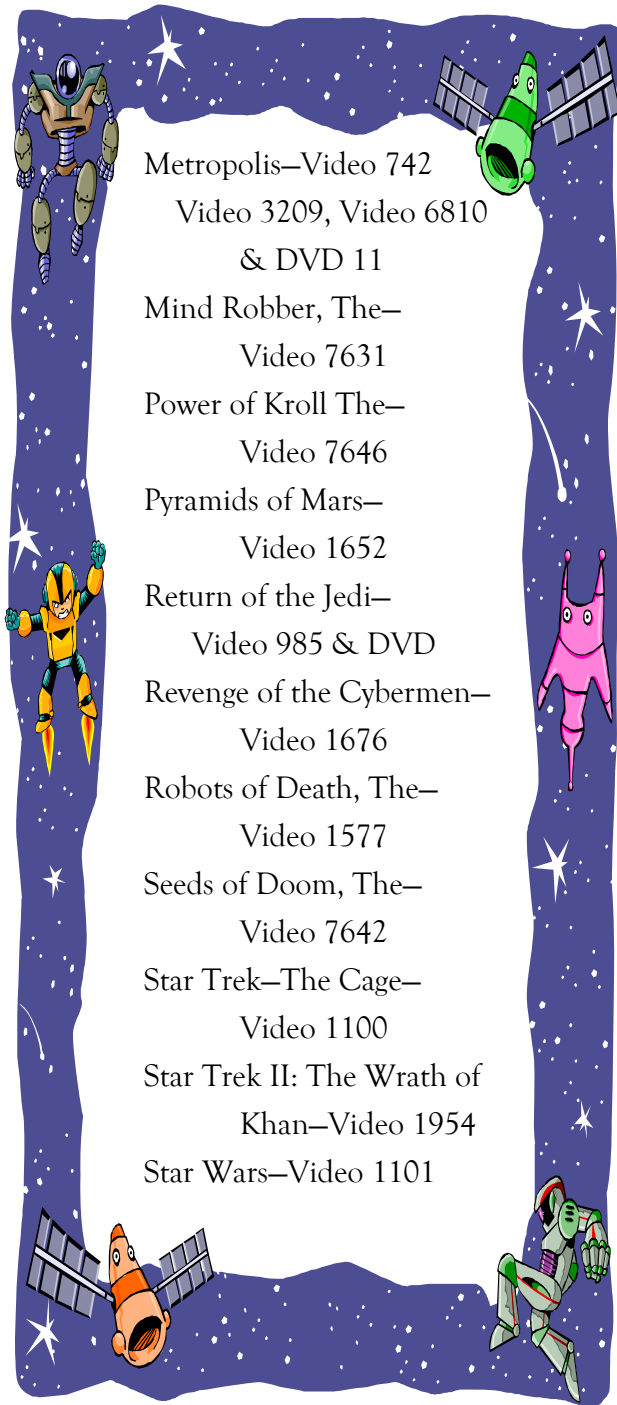 Metropolis—Video 742
Video 3209, Video 6810
& DVD 11
Mind Robber, The—
Video 7631
Power of Kroll The—
Video 7646
Pyramids of Mars—
Video 1652
Return of the Jedi—
Video 985 & DVD
Revenge of the Cybermen—
Video 1676
Robots of Death, The—
Video 1577
Seeds of Doom, The—
Video 7642
Star Trek—The Cage—
Video 1100
Star Trek II: The Wrath of
Khan—Video 1954
Star Wars—Video 1101